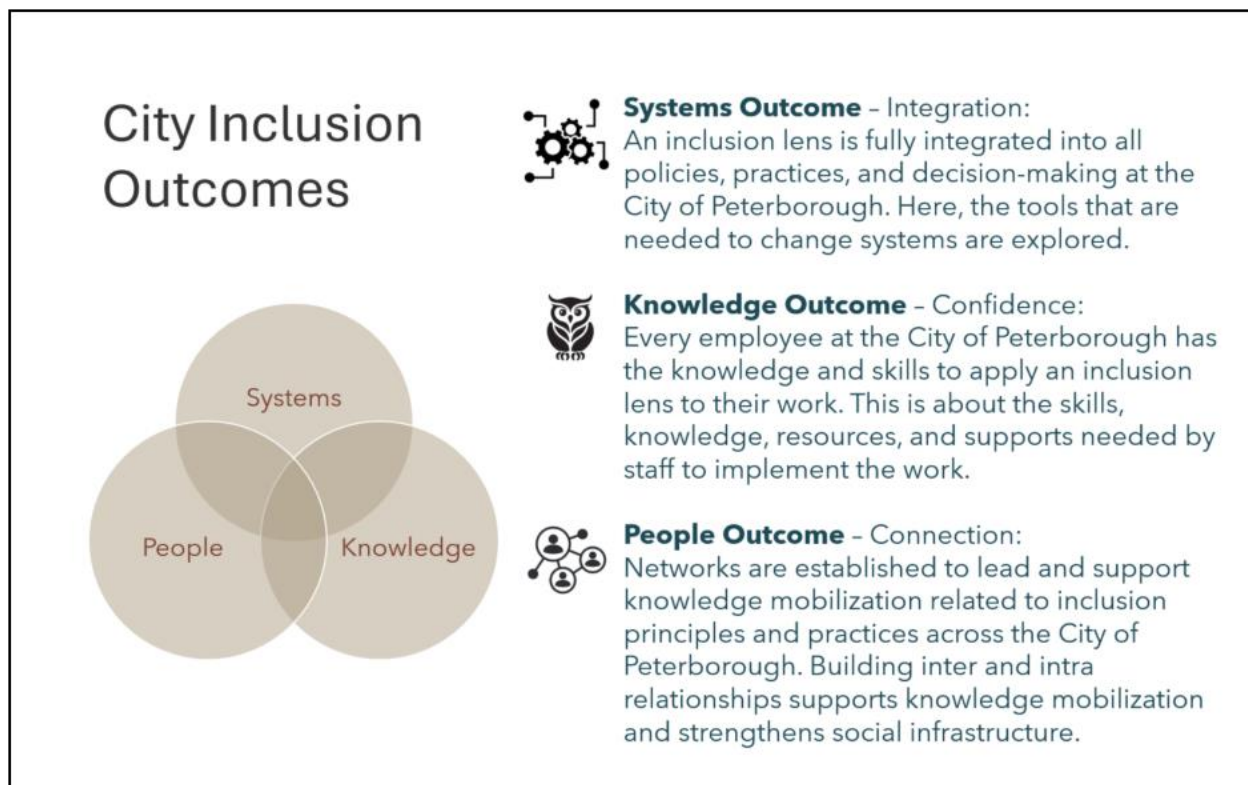 City Inclusion
Outcomes
Systems
People
Knowledge
Systems Outcome – Integration:
An inclusion lens is fully integrated into all
policies, practices, and decision-making at the
City of Peterborough. Here, the tools that are
needed to change systems are explored.
Knowledge Outcome – Confidence:
Every employee at the City of Peterborough has
the knowledge and skills to apply an inclusion
lens to their work. This is about the skills,
knowledge, resources, and supports needed by
staff to implement the work.
People Outcome – Connection:
Networks are established to lead and support
knowledge mobilization related to inclusion
principles and practices across the City of
Peterborough. Building inter and intra
relationships supports knowledge mobilization
and strengthens social infrastructure.